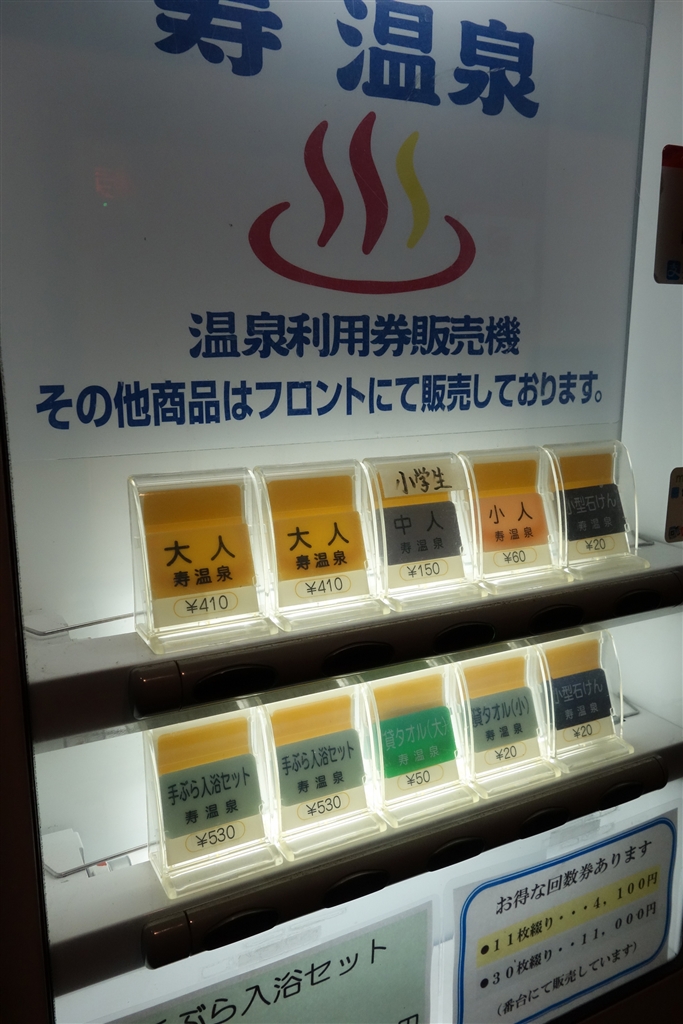 寿 温泉
温泉利用券販売機
その他商品はフロントにて販売しております。
大人
寿温泉
¥410
大人
寿温泉
¥410
小学生
中人
寿温泉
¥150
小人
寿温泉
¥60
小型石けん
寿温泉
¥20
手ぶら入浴セット
寿温泉
¥530
手ぶら入浴セット
寿温泉
¥530
貸タオル(大)
寿温泉
¥50
貸タオル(小)
寿温泉
¥20
小型石けん
寿温泉
¥20
お得な回数券あります
●11枚綴り・・・4,100円
●30枚綴り・・11,000円
(番台にて販売しています)
手ぶら入浴セット
円